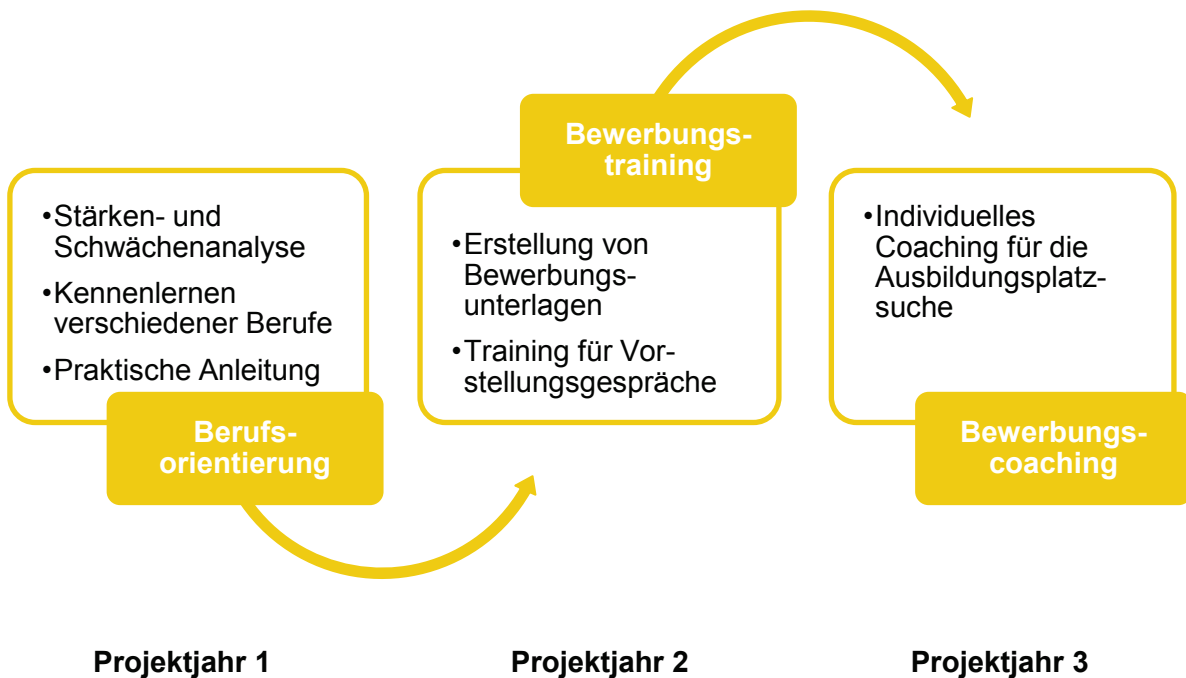 •Stärken- und
Schwächenanalyse
•Kennenlernen
verschiedener Berufe
•Praktische Anleitung
Berufs-
orientierung
Bewerbungs-
training
•Erstellung von
Bewerbungs-
unterlagen
•Training für Vor-
stellungsgespräche
•Individuelles
Coaching für die
Ausbildungsplatz-
suche
Bewerbungs-
coaching
Projektjahr 1
Projektjahr 2
Projektjahr 3